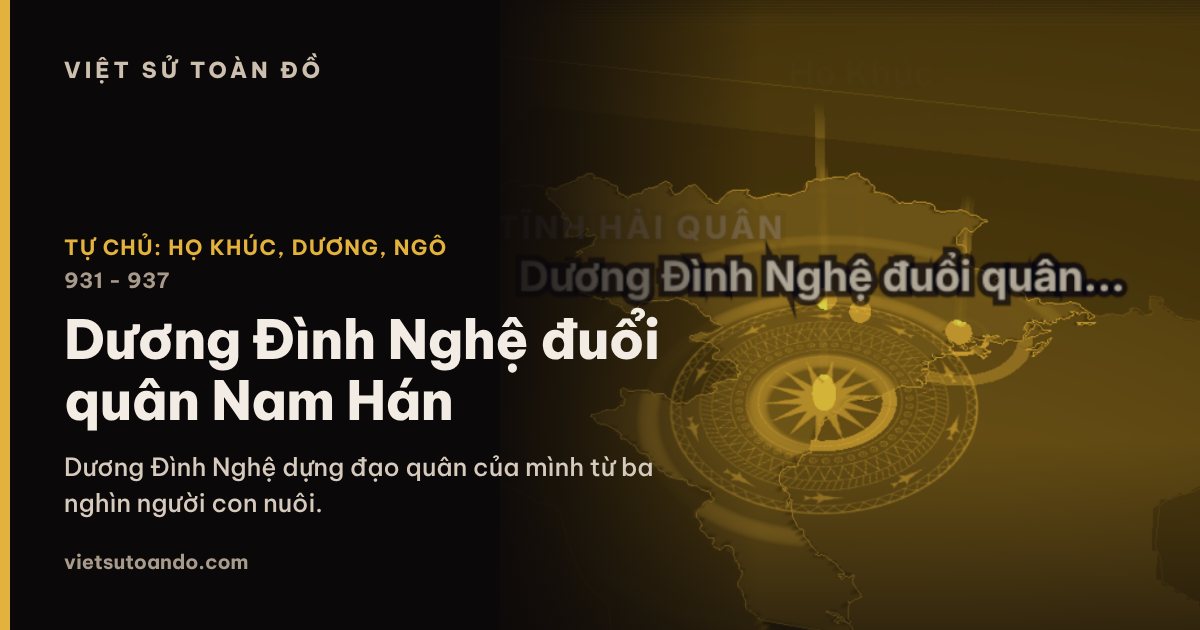 VIỆT SỬ TOÀN ĐỒ
Họ Khúc
TỰ CHỦ: HỌ KHÚC, DƯƠNG, NGÔ
931 - 937
TĨNH HẢI QUÂN
Dương Đình Nghệ đuổi quân...
Dương Đình Nghệ đuổi
quân Nam Hán
Dương Đình Nghệ dựng đạo quân của mình từ ba
nghìn người con nuôi.
vietsutoando.com